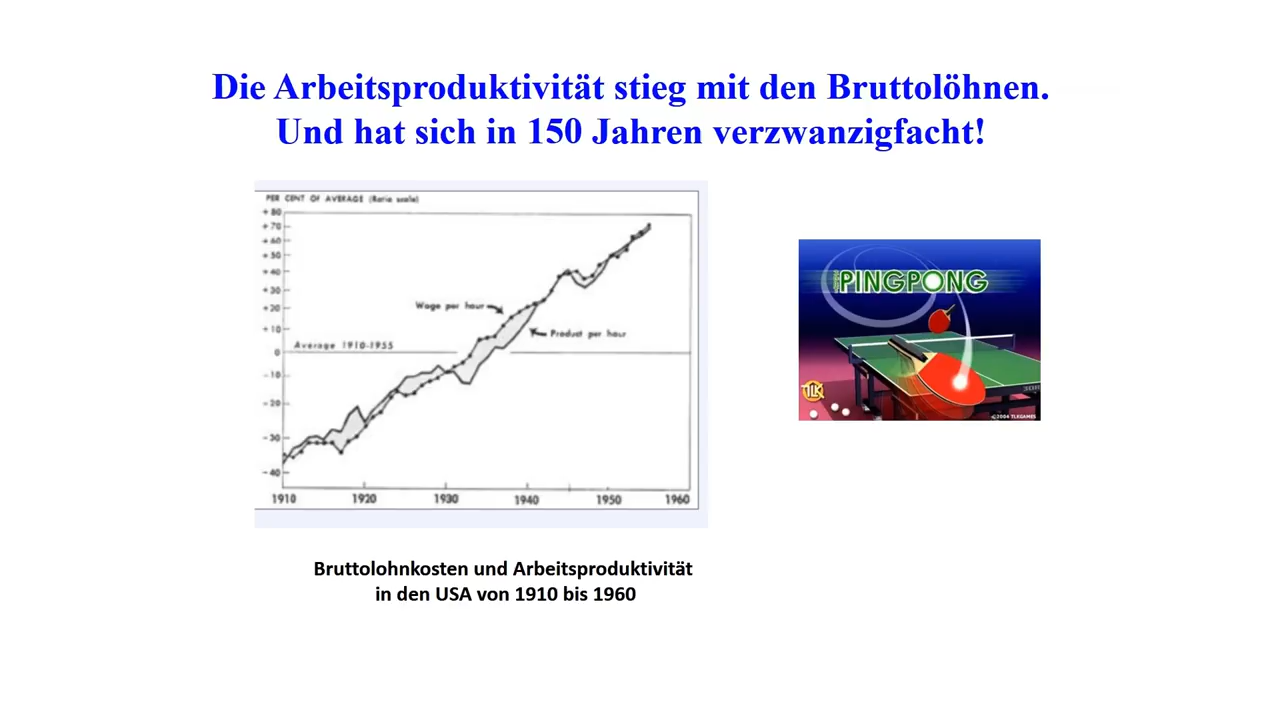 Die Arbeitsproduktivität stieg mit den Bruttolöhnen.
Und hat sich in 150 Jahren verzwanzigfacht!
PER CENT OF AVERAGE (Ratio scale)
+80
+70
+60
+50
+40
+30
+20
+10
0
-10
-20
-30
-40
Wage per hour
Product per hour
Average 1910-1955
1910 1920 1930 1940 1950 1960
PINGPONG
TLK
©2004 TLKGAMES
Bruttolohnkosten und Arbeitsproduktivität
in den USA von 1910 bis 1960